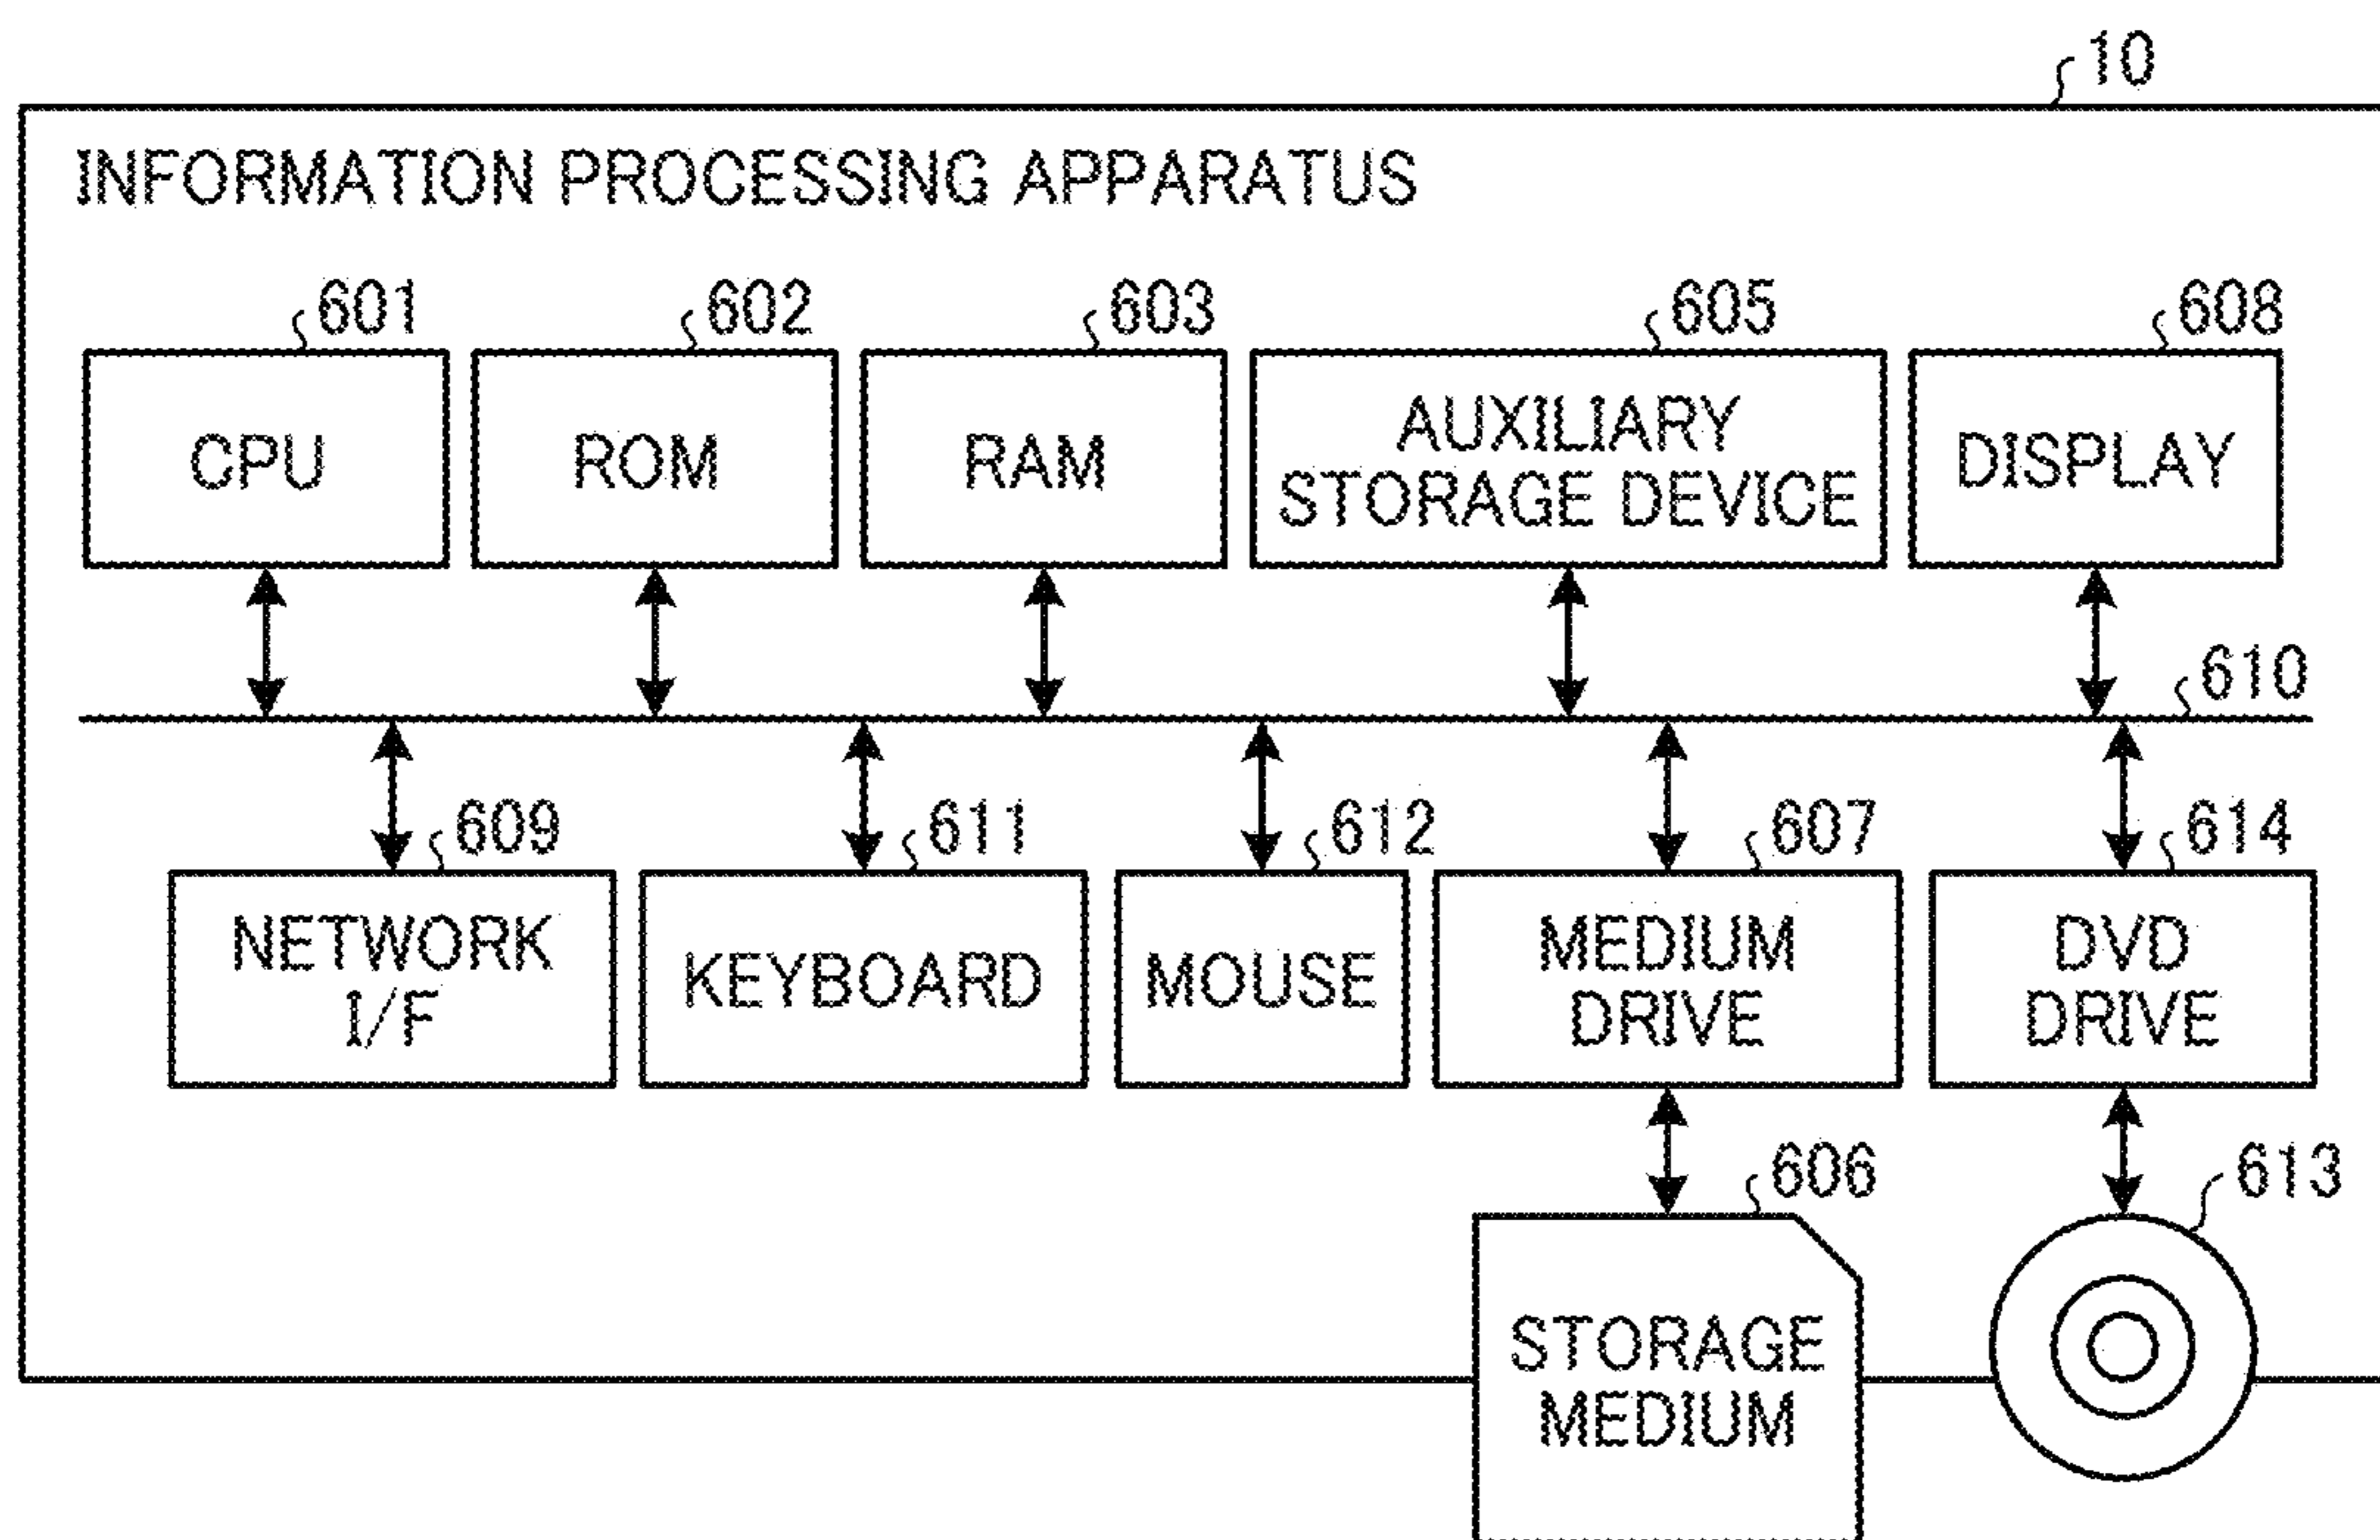 10
INFORMATION PROCESSING APPARATUS
601
602
603
605
608
CPU
ROM
RAM
AUXILIARY
STORAGE DEVICE
DISPLAY
610
609
611
612
607
614
NETWORK
I/F
KEYBOARD
MOUSE
MEDIUM
DRIVE
DVD
DRIVE
606
613
STORAGE
MEDIUM